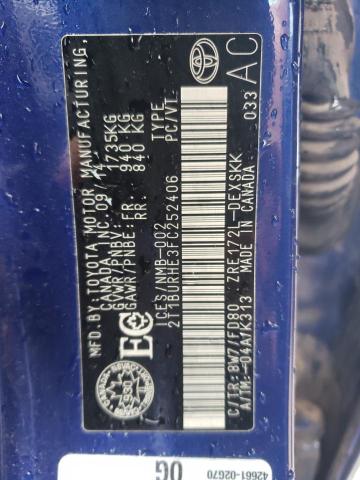 MFD.BY: TOYOTA MOTOR MANUFACTURING,
CANADA INC. 09/14
GVWR/PNBV: 1735KG
GAWR/PNBE: FR: 940 KG
RR: 840 KG
EC
ICES/NMB-002 TYPE
2T1BURHE3FC252406 PC/VT
C/TR: 8W7/FD80 ZRE172L-DEXSKK
A/TM: -04A/K313 MADE IN CANADA
033
AC
42661-02G70
0G